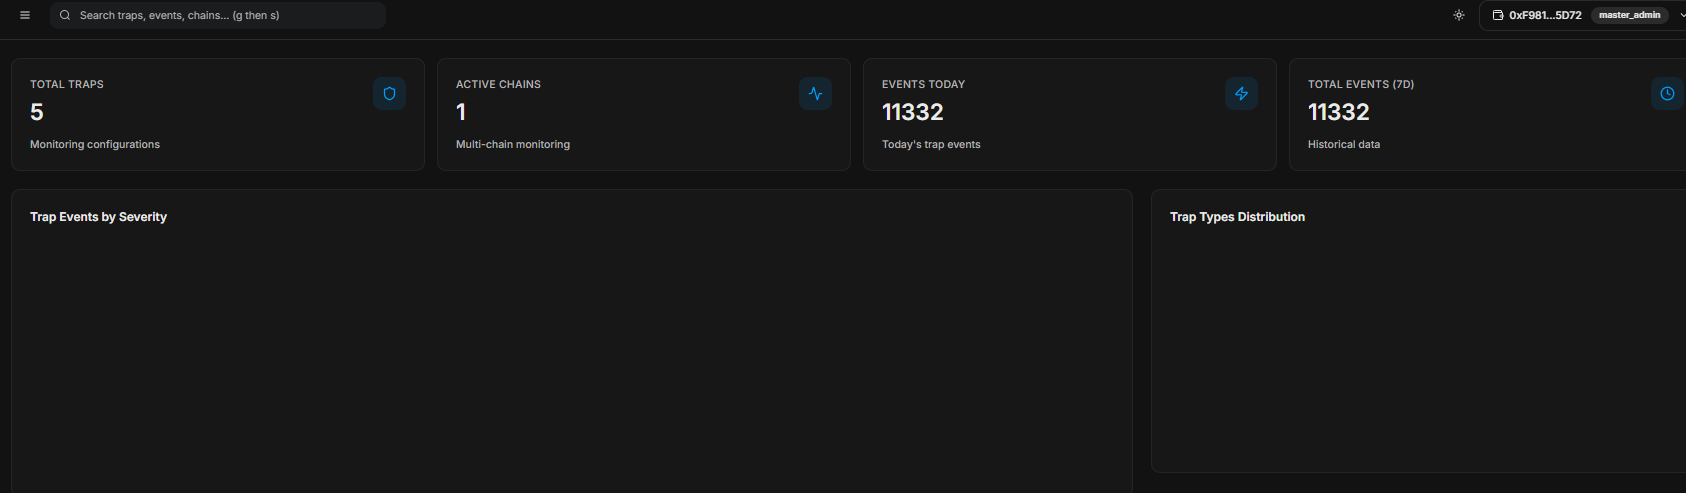 Search traps, events, chains... (g then s)
0xF981...5D72 master_admin
TOTAL TRAPS
5
Monitoring configurations
ACTIVE CHAINS
1
Multi-chain monitoring
EVENTS TODAY
11332
Today's trap events
TOTAL EVENTS (7D)
11332
Historical data
Trap Events by Severity
Trap Types Distribution